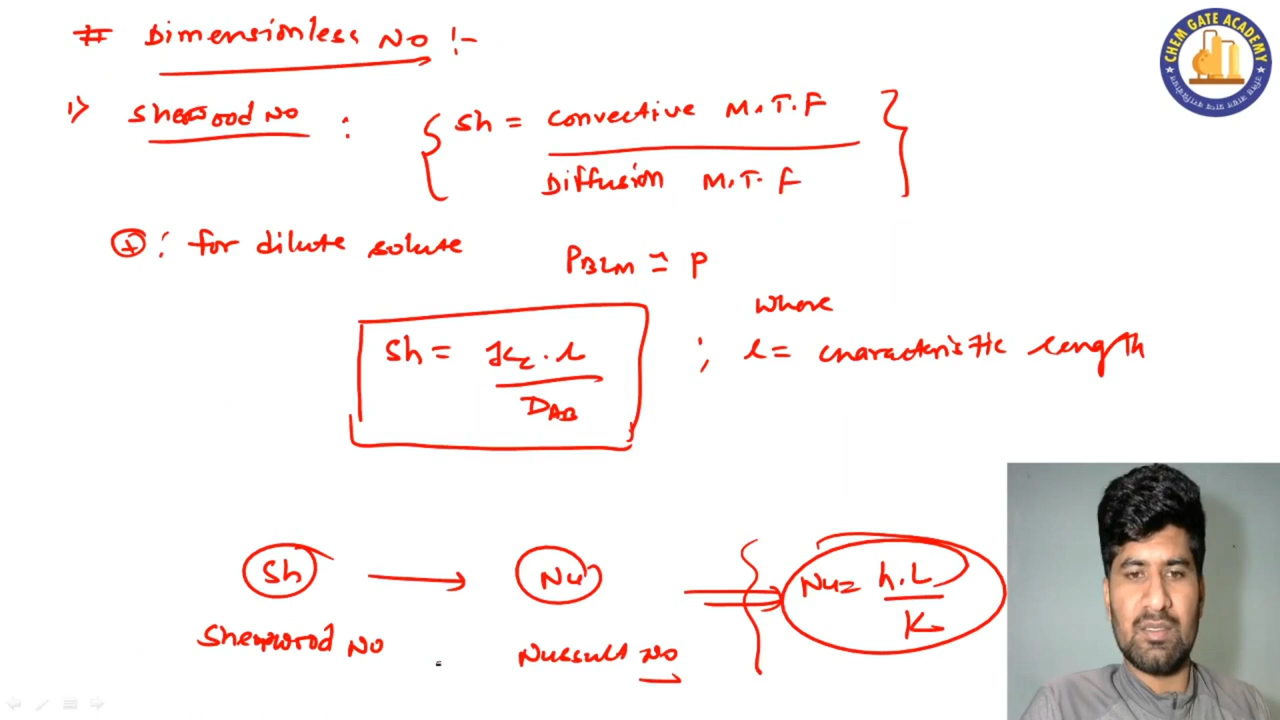 # Dimensionless No :-
CHEM GATE ACADEMY
1) Sherwood No : { Sh = convective M.T.F / Diffusion M.T.F }
① : for dilute solute PBLM ≃ P
where
Sh = kc . l / DAB ; l = characteristic length
Sh → Nu ⇒ Nu = h.L / K
Sherwood No Nussult No